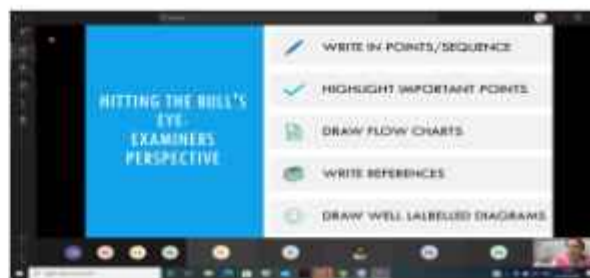 HITTING THE BULL'S
EYE-
EXAMINERS
PERSPECTIVE
WRITE IN POINTS/SEQUENCE
HIGHLIGHT IMPORTANT POINTS
DRAW FLOW CHARTS
WRITE REFERENCES
DRAW WELL LALBELLED DIAGRAMS